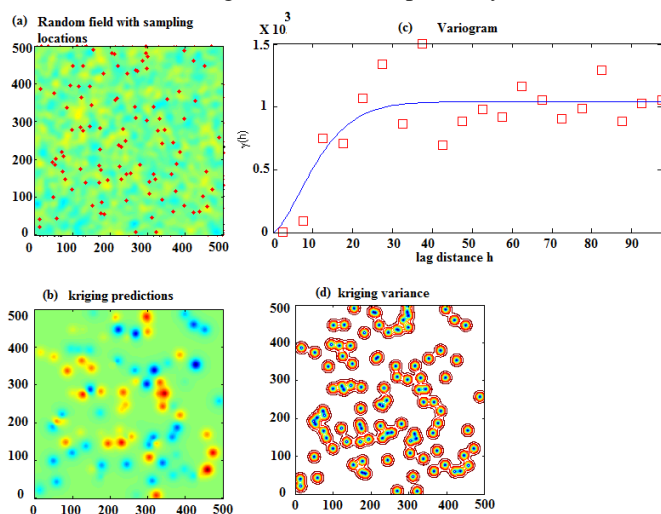 (a) Random field with sampling
locations
500
400
300
200
100
0
0 100 200 300 400 500
(c) Variogram
X 10³
1.5
1
0.5
0
γ(h)
0 10 20 30 40 50 60 70 80 90
lag distance h
(b) kriging predictions
500
400
300
200
100
0
0 100 200 300 400 500
(d) kriging variance
500
400
300
200
100
0
0 100 200 300 400 500